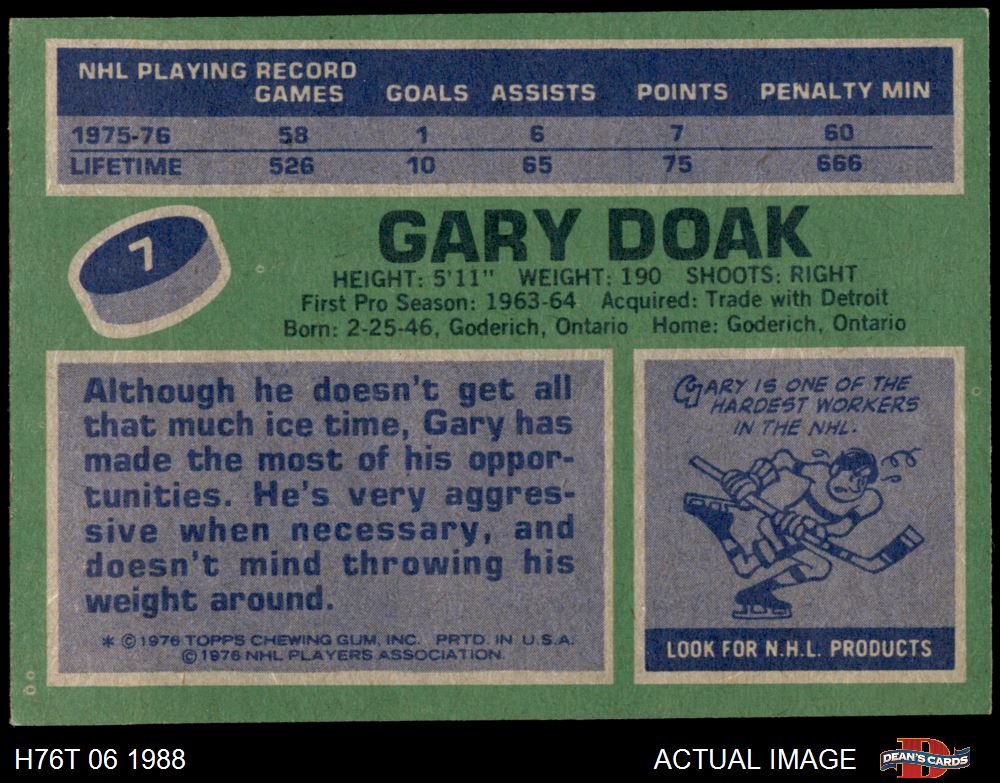 NHL PLAYING RECORD
GAMES GOALS ASSISTS POINTS PENALTY MIN
1975-76 58 1 6 7 60
LIFETIME 526 10 65 75 666
7
GARY DOAK
HEIGHT: 5'11" WEIGHT: 190 SHOOTS: RIGHT
First Pro Season: 1963-64 Acquired: Trade with Detroit
Born: 2-25-46, Goderich, Ontario Home: Goderich, Ontario
Although he doesn't get all
that much ice time, Gary has
made the most of his oppor-
tunities. He's very aggres-
sive when necessary, and
doesn't mind throwing his
weight around.
* © 1976 TOPPS CHEWING GUM, INC. PRTD. IN U.S.A.
© 1976 NHL PLAYERS ASSOCIATION.
GARY IS ONE OF THE
HARDEST WORKERS
IN THE NHL.
LOOK FOR N.H.L. PRODUCTS
H76T 06 1988
ACTUAL IMAGE
DEAN'S CARDS